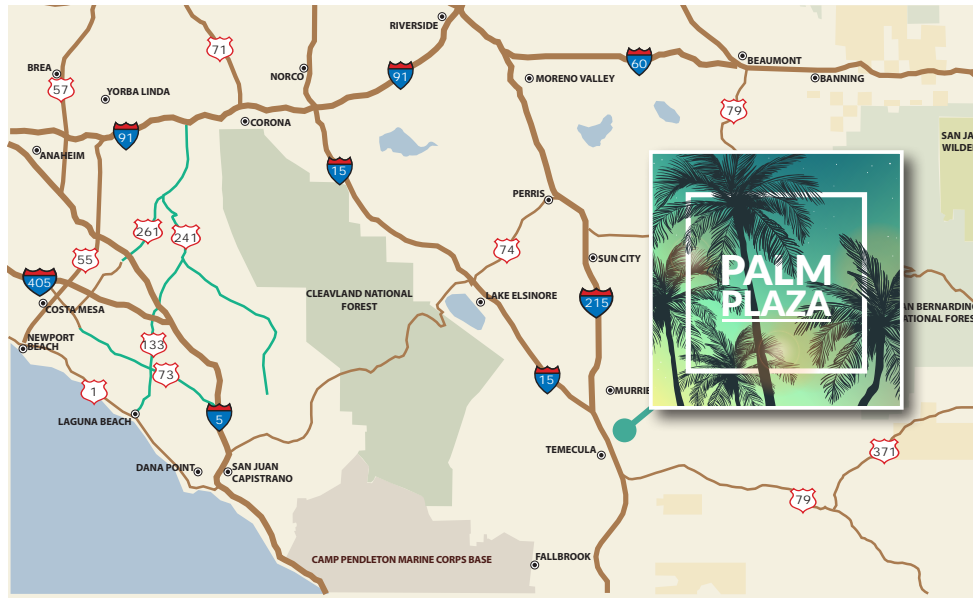 RIVERSIDE
71
60
BEAUMONT
BREA
NORCO
91
MORENO VALLEY
BANNING
57
YORBA LINDA
79
CORONA
91
ANAHEIM
15
SAN JA
WILDE
PERRIS
261
241
74
55
SUN CITY
405
CLEAVLAND NATIONAL
FOREST
LAKE ELSINORE
215
PALM
PLAZA
AN BERNARDINO
ATIONAL FORES
COSTA MESA
NEWPORT
BEACH
133
73
1
15
MURRIE
LAGUNA BEACH
5
TEMECULA
371
DANA POINT
SAN JUAN
CAPISTRANO
79
CAMP PENDLETON MARINE CORPS BASE
FALLBROOK